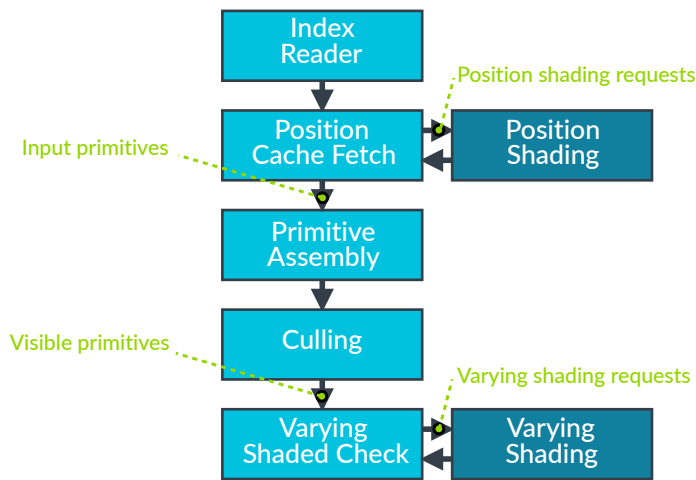 Index
Reader
Position shading requests
Position
Cache Fetch
Position
Shading
Input primitives
Primitive
Assembly
Culling
Visible primitives
Varying shading requests
Varying
Shaded Check
Varying
Shading